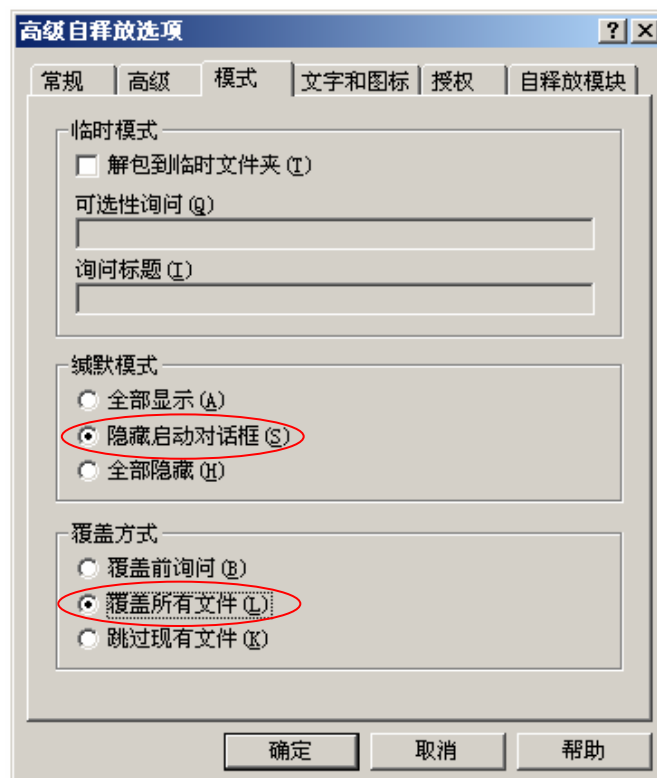 高级自释放选项
常规 高级 模式 文字和图标 授权 自释放模块
临时模式
解包到临时文件夹(T)
可选性询问(Q)
询问标题(I)
缄默模式
全部显示(A)
隐藏启动对话框(S)
全部隐藏(H)
覆盖方式
覆盖前询问(B)
覆盖所有文件(L)
跳过现有文件(K)
确定 取消 帮助